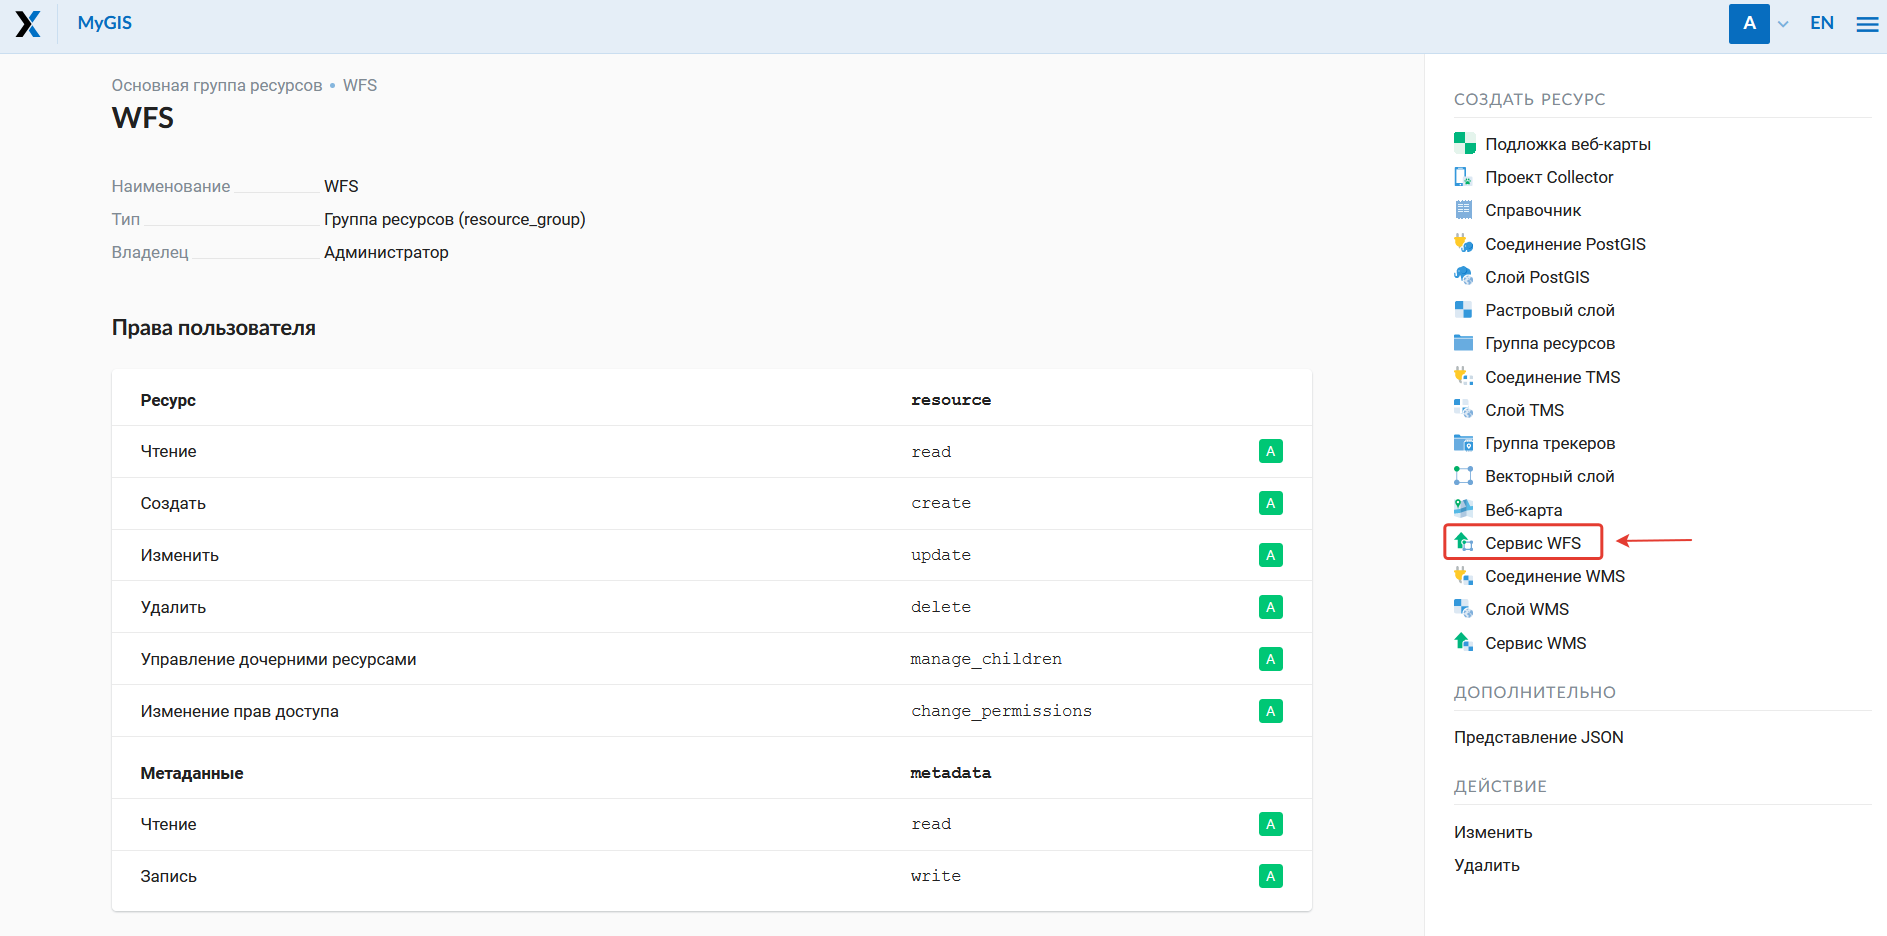 MyGIS
A
EN
Основная группа ресурсов • WFS
WFS
Наименование WFS
Тип Группа ресурсов (resource_group)
Владелец Администратор
Права пользователя
Ресурс resource
Чтение read A
Создать create A
Изменить update A
Удалить delete A
Управление дочерними ресурсами manage_children A
Изменение прав доступа change_permissions A
Метаданные metadata
Чтение read A
Запись write A
СОЗДАТЬ РЕСУРС
Подложка веб-карты
Проект Collector
Справочник
Соединение PostGIS
Слой PostGIS
Растровый слой
Группа ресурсов
Соединение TMS
Слой TMS
Группа трекеров
Векторный слой
Веб-карта
Сервис WFS
Соединение WMS
Слой WMS
Сервис WMS
ДОПОЛНИТЕЛЬНО
Представление JSON
ДЕЙСТВИЕ
Изменить
Удалить